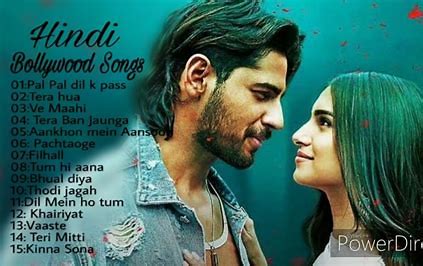 Hindi
Bollywood Songs
01:Pal Pal dil k pass
02:Tera hua
03:Ve Maahi
04: Tera Ban Jaunga
05:Aankhon mein Aansoo
06: Pachtaoge
07:Filhall
08:Tum hi aana
09:Bhual diya
10:Thodi jagah
11:Dil Mein ho tum
12: Khairiyat
13:Vaaste
14: Teri Mitti
15:Kinna Sona
PowerDire